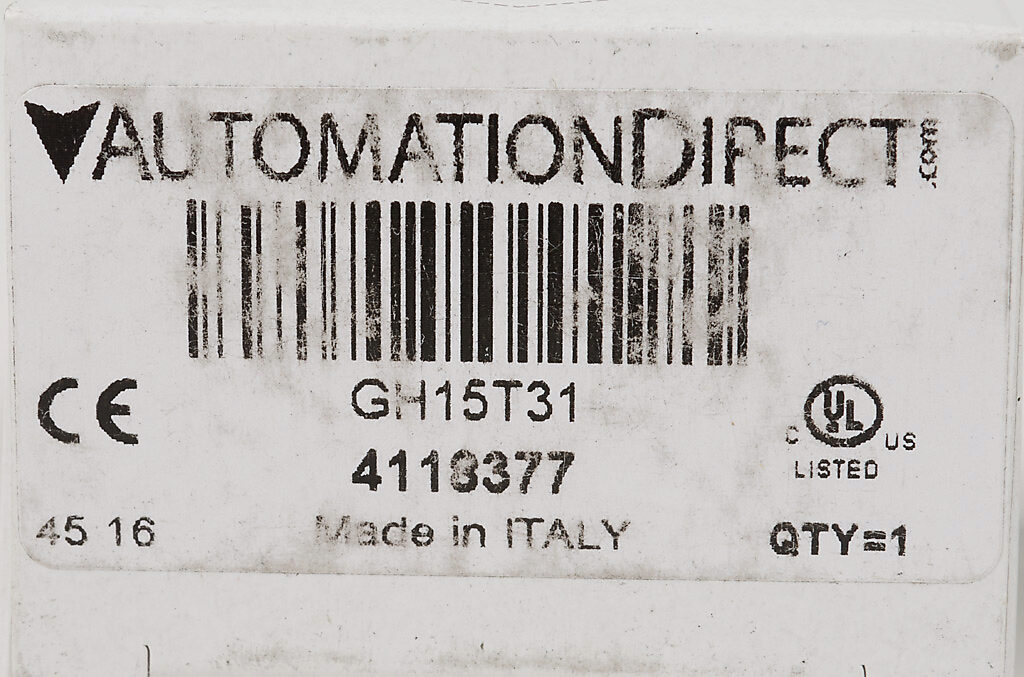 AUTOMATIONDIRECT.com
GH15T31
CE
C UL US
LISTED
4118377
45 16
Made in ITALY
QTY=1